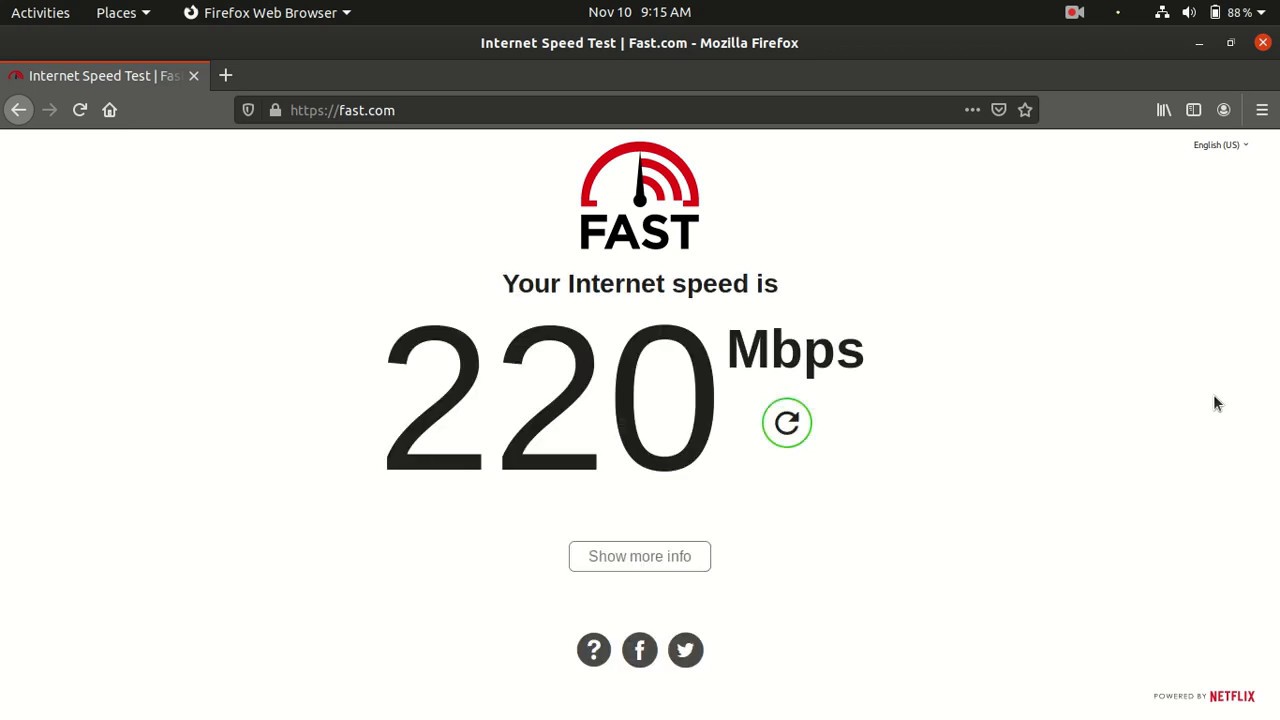 Activities Places Firefox Web Browser Nov 10 9:15 AM 88%
Internet Speed Test | Fast.com - Mozilla Firefox
Internet Speed Test | Fas
https://fast.com
English (US)
FAST
Your Internet speed is
220 Mbps
Show more info
POWERED BY NETFLIX